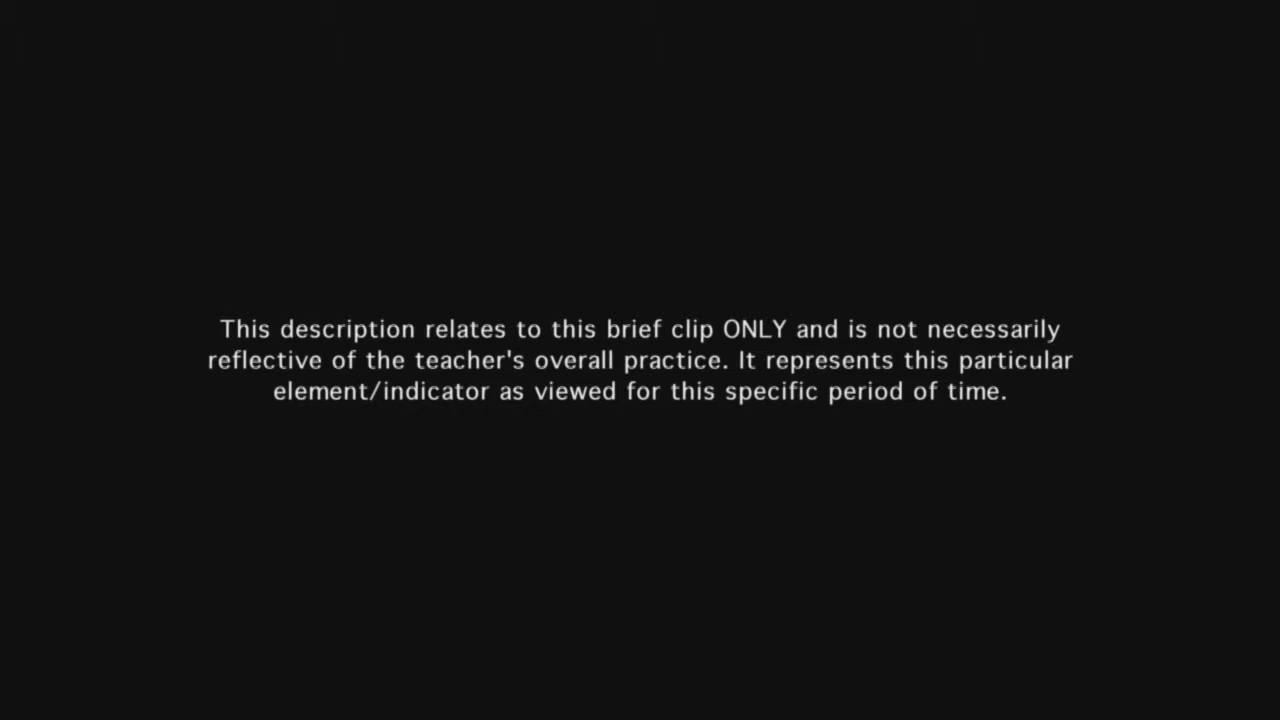 This description relates to this brief clip ONLY and is not necessarily
reflective of the teacher's overall practice. It represents this particular
element/indicator as viewed for this specific period of time.